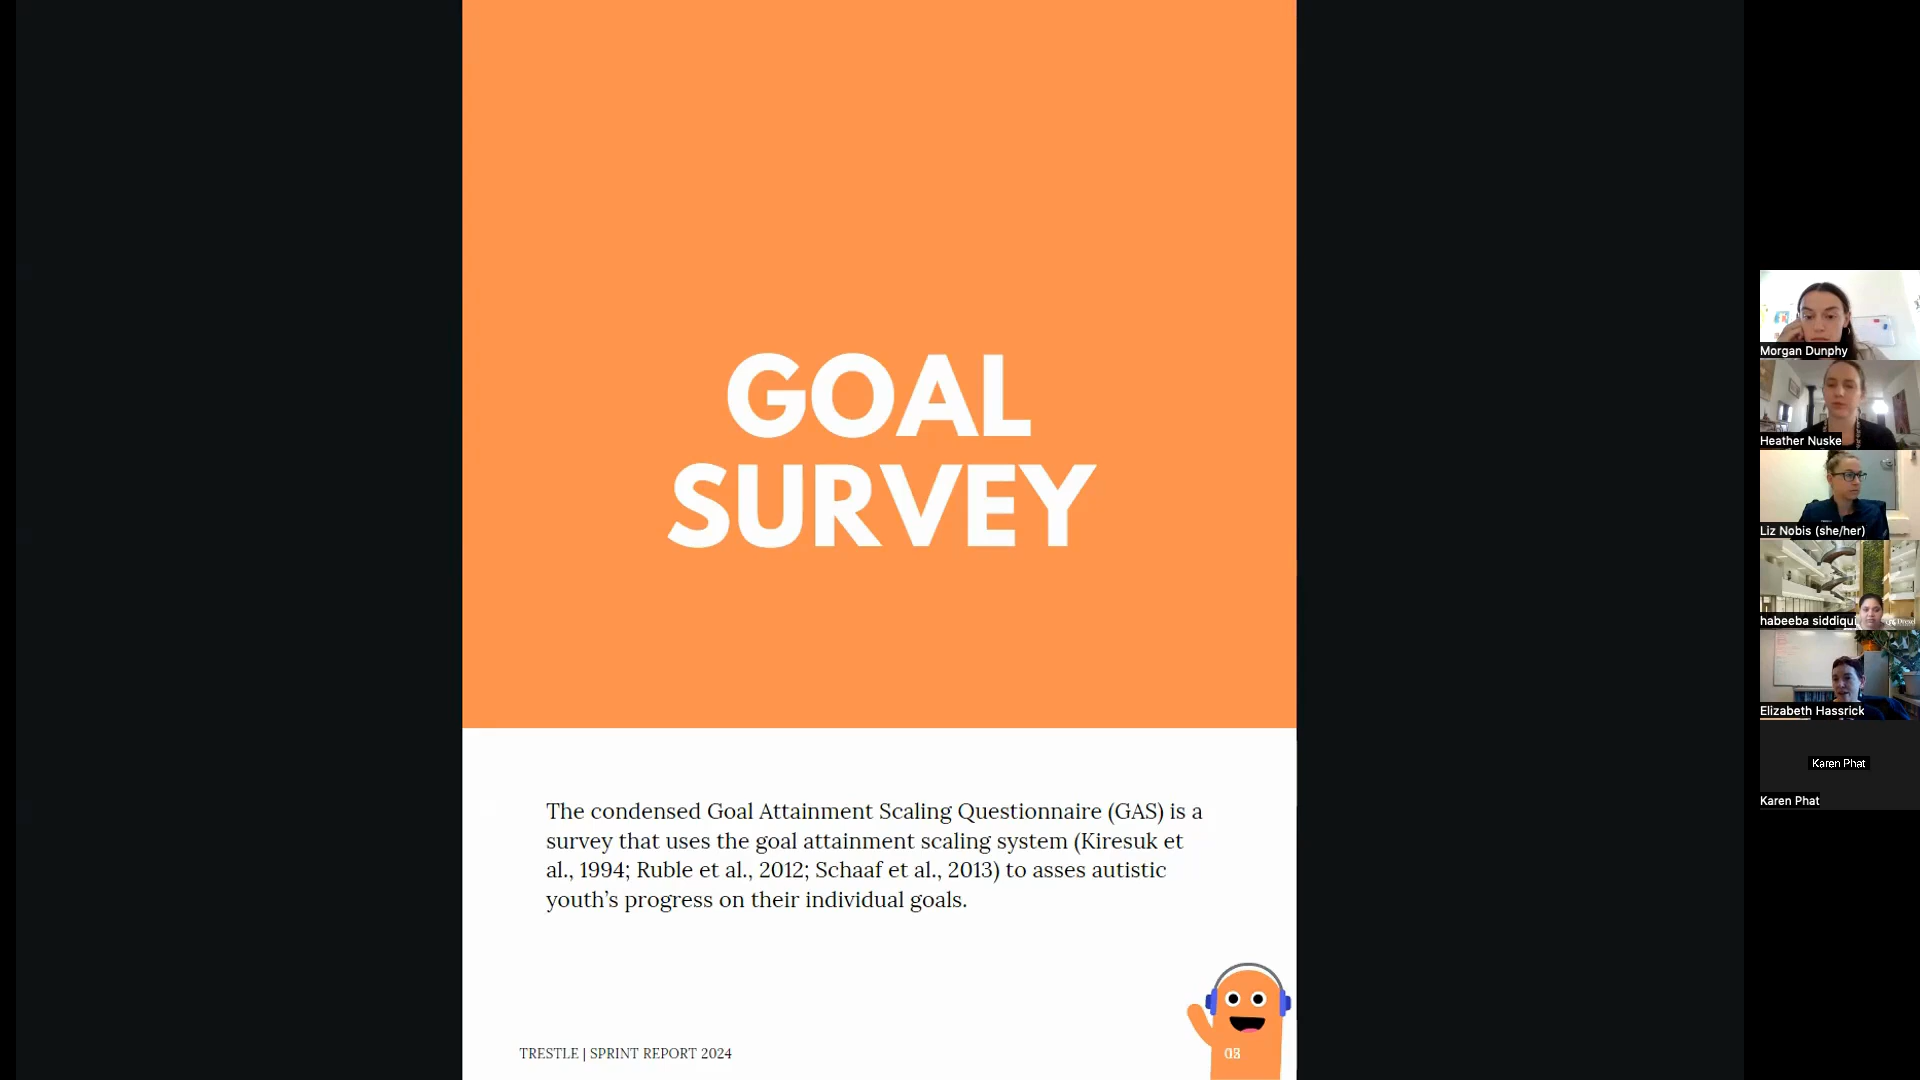 GOAL
SURVEY
The condensed Goal Attainment Scaling Questionnaire (GAS) is a
survey that uses the goal attainment scaling system (Kiresuk et
al., 1994; Ruble et al., 2012; Schaaf et al., 2013) to asses autistic
youth's progress on their individual goals.
TRESTLE | SPRINT REPORT 2024
Morgan Dunphy
Heather Nuske
Liz Nobis (she/her)
habeeba siddiqui
Elizabeth Hassrick
Karen Phat
Karen Phat